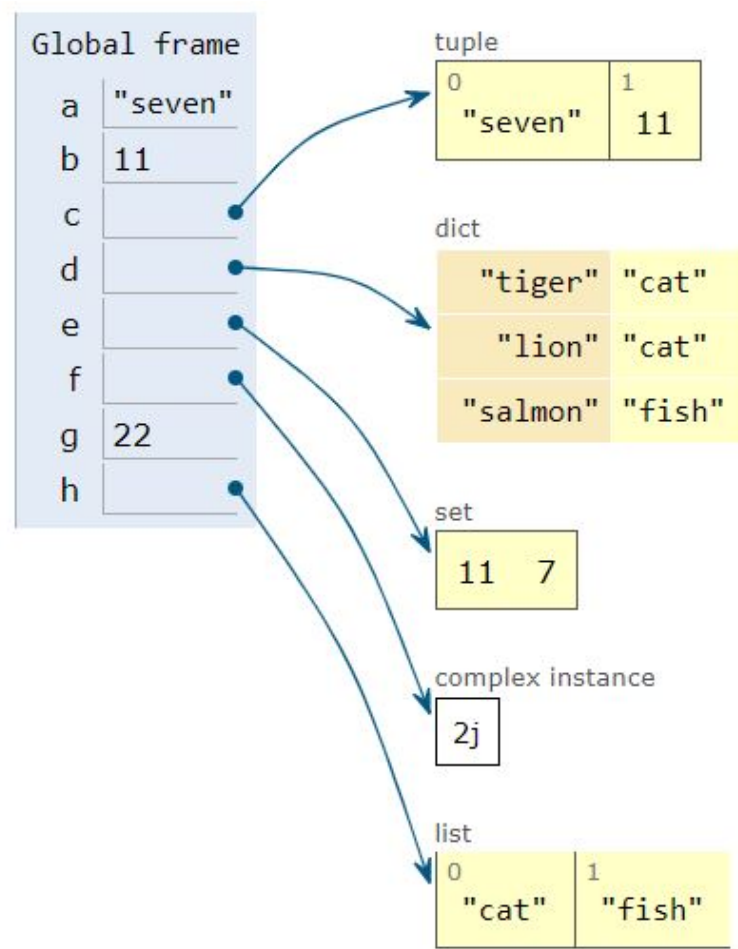 Global frame
a "seven"
b 11
c
d
e
f
g 22
h
tuple
0 1
"seven" 11
dict
"tiger" "cat"
"lion" "cat"
"salmon" "fish"
set
11 7
complex instance
2j
list
0 1
"cat" "fish"